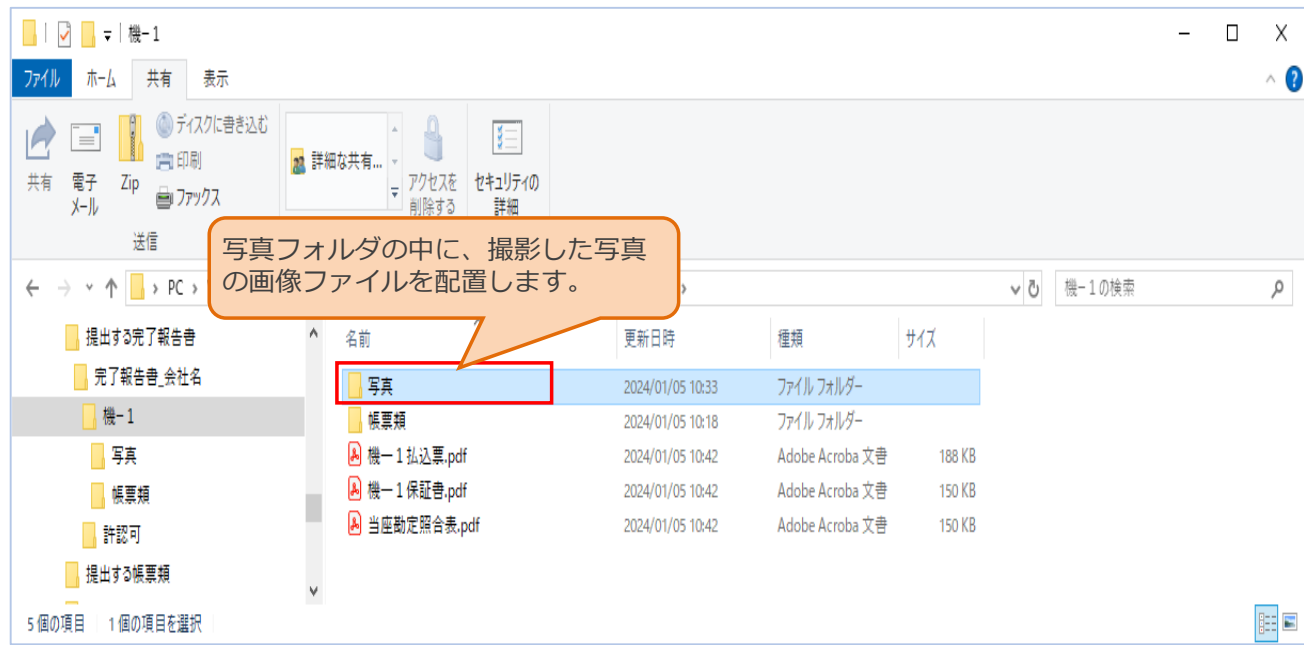 機−1
ファイル ホーム 共有 表示
ディスクに書き込む
印刷
ファックス
共有
電子
メール
Zip
送信
詳細な共有...
アクセスを
削除する
セキュリティの
詳細
写真フォルダの中に、撮影した写真
の画像ファイルを配置します。
PC
機−1の検索
提出する完了報告書
完了報告書_会社名
機−1
写真
帳票類
許認可
提出する帳票類
名前 更新日時 種類 サイズ
写真 2024/01/05 10:33 ファイル フォルダー
帳票類 2024/01/05 10:18 ファイル フォルダー
機ー1払込票.pdf 2024/01/05 10:42 Adobe Acroba 文書 188 KB
機ー1保証書.pdf 2024/01/05 10:42 Adobe Acroba 文書 150 KB
当座勘定照合表.pdf 2024/01/05 10:42 Adobe Acroba 文書 150 KB
5 個の項目 1 個の項目を選択